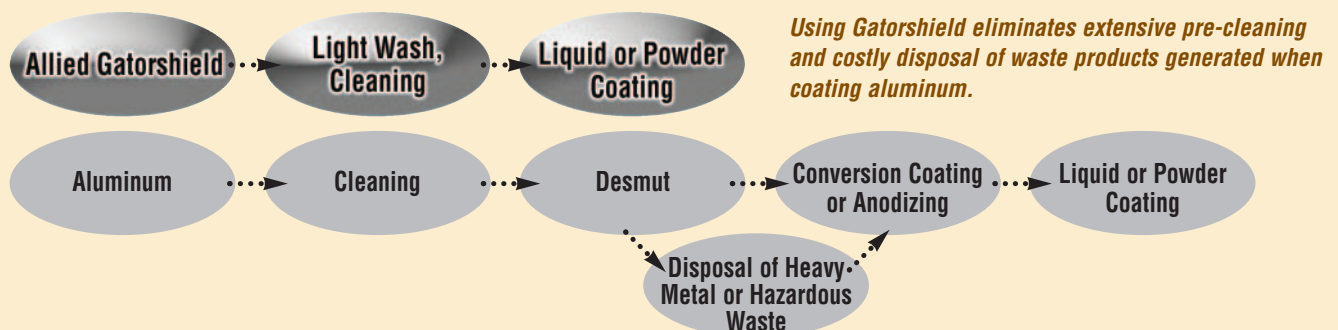 Allied Gatorshield
Light Wash,
Cleaning
Liquid or Powder
Coating
Using Gatorshield eliminates extensive pre-cleaning
and costly disposal of waste products generated when
coating aluminum.
Aluminum
Cleaning
Desmut
Conversion Coating
or Anodizing
Liquid or Powder
Coating
Disposal of Heavy
Metal or Hazardous
Waste